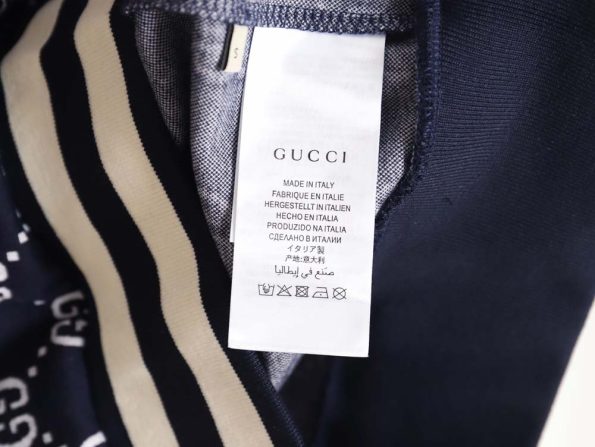 S
GUCCI
MADE IN ITALY
FABRIQUE EN ITALIE
HERGESTELLT IN ITALIEN
HECHO EN ITALIA
PRODUZIDO NA ITALIA
СДЕЛАНО В ИТАЛИИ
イタリア製
产地:意大利
صنع في إيطاليا